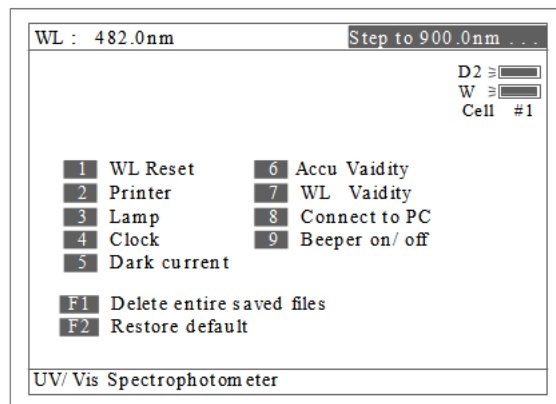 WL : 482.0nm Step to 900.0nm . . .
D2
W
Cell #1
1 WL Reset 6 Accu Vaidity
2 Printer 7 WL Vaidity
3 Lamp 8 Connect to PC
4 Clock 9 Beeper on/ off
5 Dark current
F1 Delete entire saved files
F2 Restore default
UV/ Vis Spectrophotometer